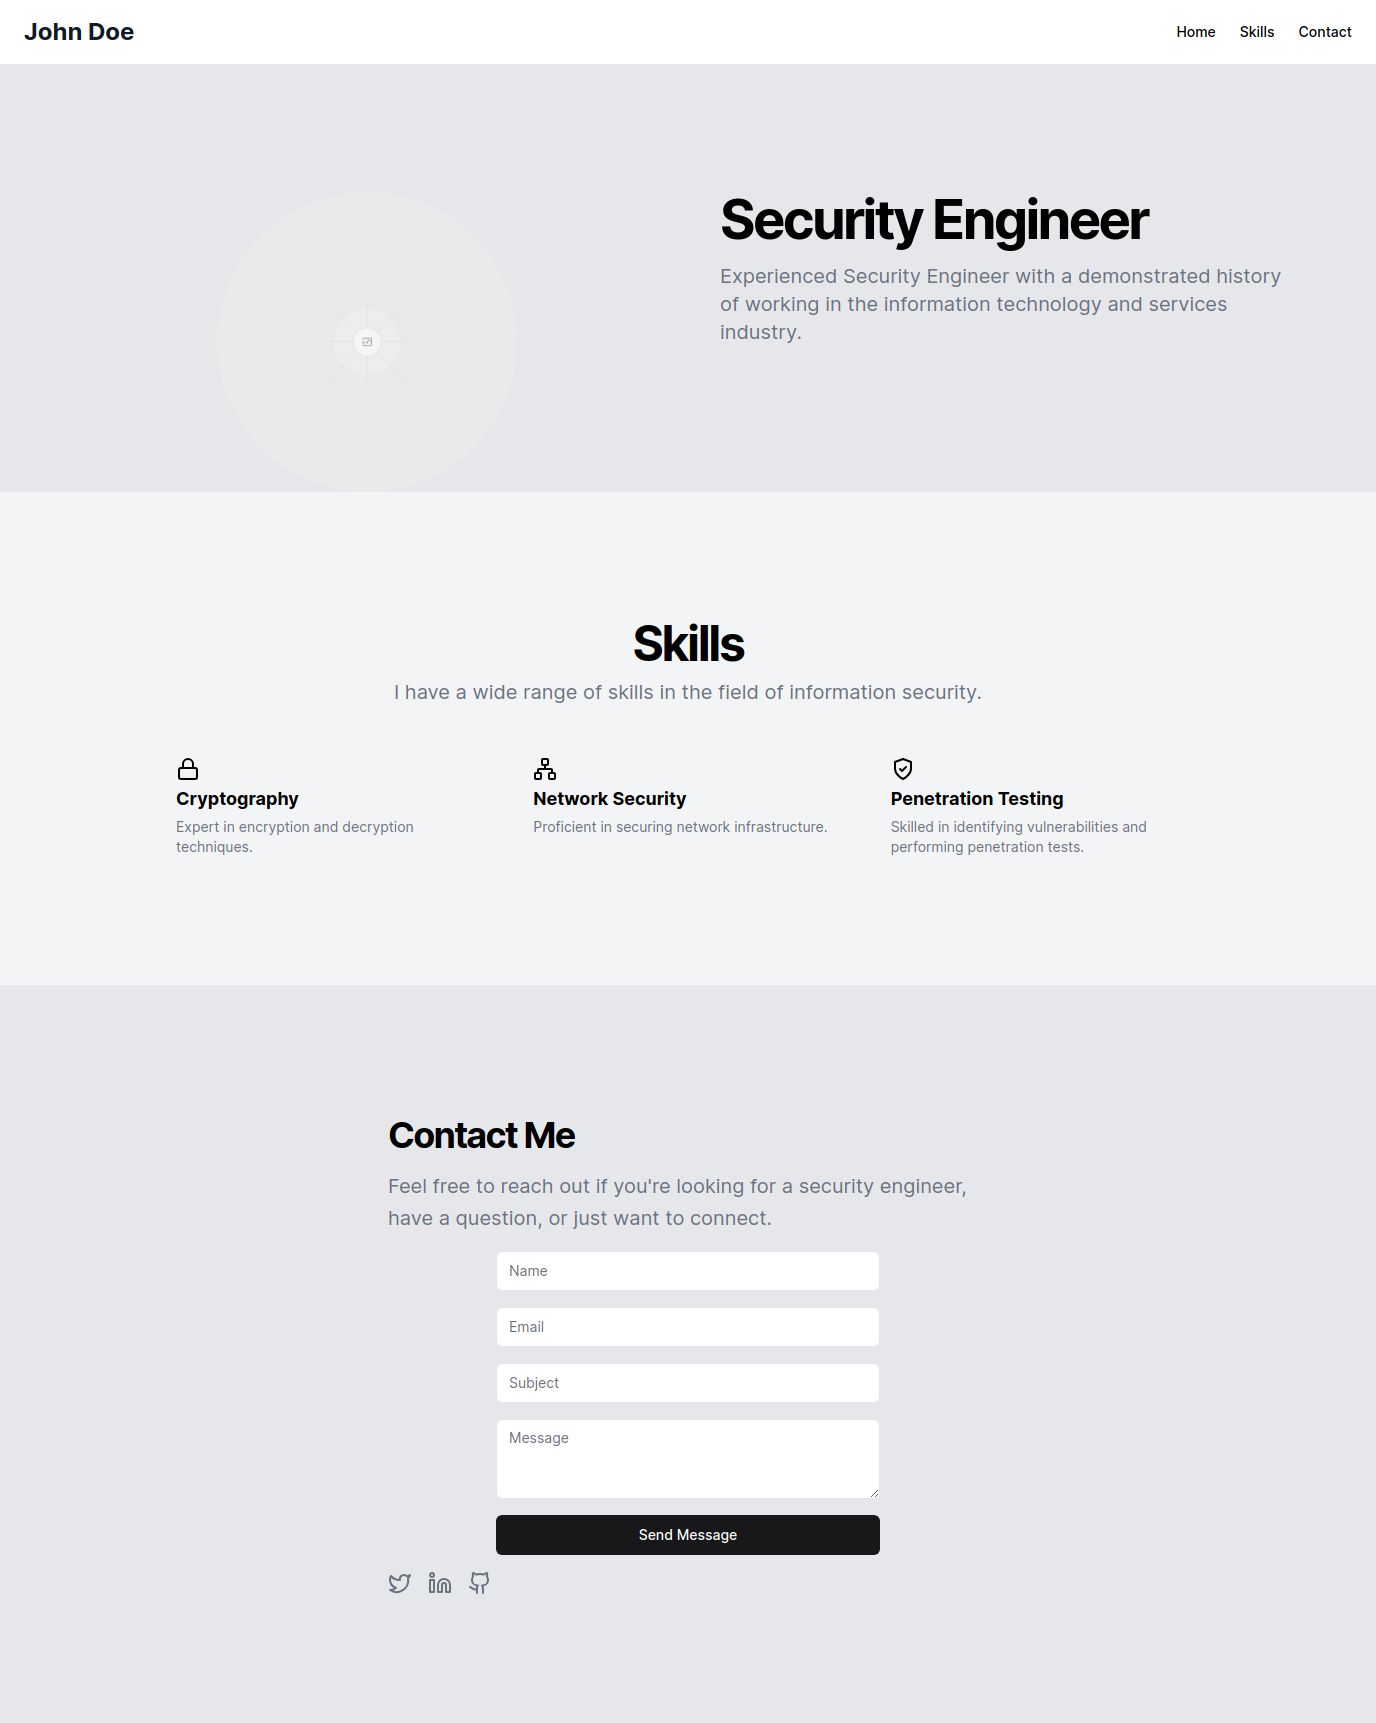 John Doe
Home Skills Contact
Security Engineer
Experienced Security Engineer with a demonstrated history
of working in the information technology and services
industry.
Skills
I have a wide range of skills in the field of information security.
Cryptography
Expert in encryption and decryption
techniques.
Network Security
Proficient in securing network infrastructure.
Penetration Testing
Skilled in identifying vulnerabilities and
performing penetration tests.
Contact Me
Feel free to reach out if you're looking for a security engineer,
have a question, or just want to connect.
Name
Email
Subject
Message
Send Message